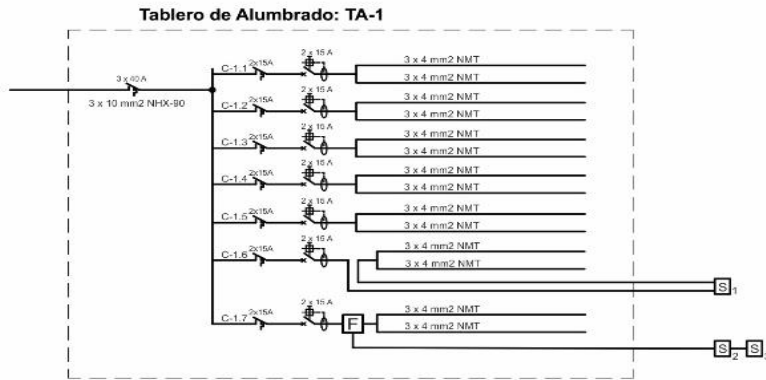 Tablero de Alumbrado: TA-1
3 x 40 A
3 x 10 mm2 NHX-90
C-1.1 2x15A 2 x 15 A 3 x 4 mm2 NMT
3 x 4 mm2 NMT
C-1.2 2x15A 2 x 15 A 3 x 4 mm2 NMT
3 x 4 mm2 NMT
C-1.3 2x15A 2 x 15 A 3 x 4 mm2 NMT
3 x 4 mm2 NMT
C-1.4 2x15A 2 x 15 A 3 x 4 mm2 NMT
3 x 4 mm2 NMT
C-1.5 2x15A 2 x 15 A 3 x 4 mm2 NMT
3 x 4 mm2 NMT
C-1.6 2x15A 2 x 15 A 3 x 4 mm2 NMT
3 x 4 mm2 NMT
S1
C-1.7 2x15A 2 x 15 A F 3 x 4 mm2 NMT
3 x 4 mm2 NMT
S2 S